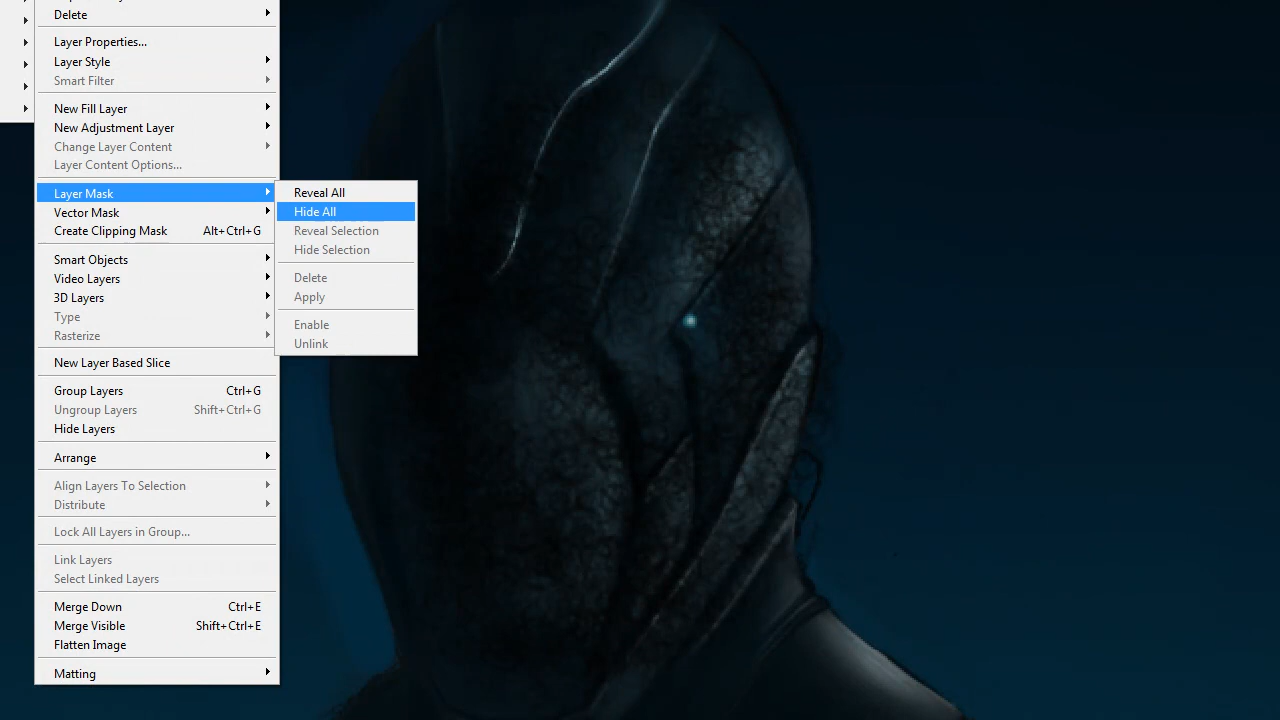 Delete
Layer Properties...
Layer Style
Smart Filter
New Fill Layer
New Adjustment Layer
Change Layer Content
Layer Content Options...
Layer Mask
Vector Mask
Create Clipping Mask Alt+Ctrl+G
Smart Objects
Video Layers
3D Layers
Type
Rasterize
New Layer Based Slice
Group Layers Ctrl+G
Ungroup Layers Shift+Ctrl+G
Hide Layers
Arrange
Align Layers To Selection
Distribute
Lock All Layers in Group...
Link Layers
Select Linked Layers
Merge Down Ctrl+E
Merge Visible Shift+Ctrl+E
Flatten Image
Matting
Reveal All
Hide All
Reveal Selection
Hide Selection
Delete
Apply
Enable
Unlink